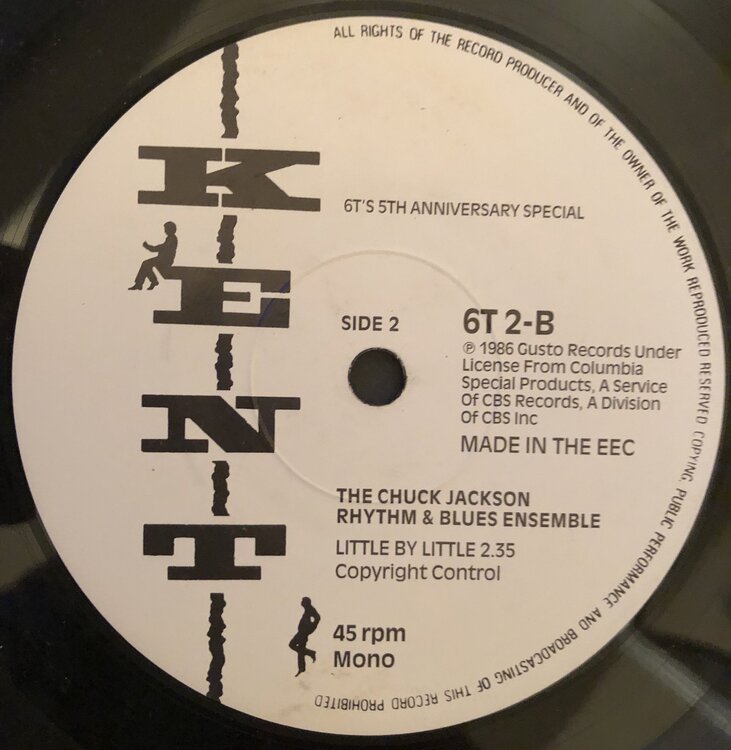 ALL RIGHTS OF THE RECORD PRODUCER AND OF THE OWNER OF THE WORK REPRODUCED RESERVED COPYING, PUBLIC PERFORMANCE AND BROADCASTING OF THIS RECORD PROHIBITED
KENT
6T'S 5TH ANNIVERSARY SPECIAL
SIDE 2
6T 2-B
℗ 1986 Gusto Records Under
License From Columbia
Special Products, A Service
Of CBS Records, A Division
Of CBS Inc
MADE IN THE EEC
THE CHUCK JACKSON
RHYTHM & BLUES ENSEMBLE
LITTLE BY LITTLE 2.35
Copyright Control
45 rpm
Mono